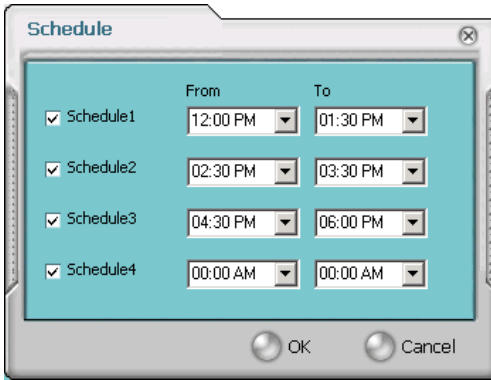 Schedule
From To
Schedule1 12:00 PM 01:30 PM
Schedule2 02:30 PM 03:30 PM
Schedule3 04:30 PM 06:00 PM
Schedule4 00:00 AM 00:00 AM
OK Cancel